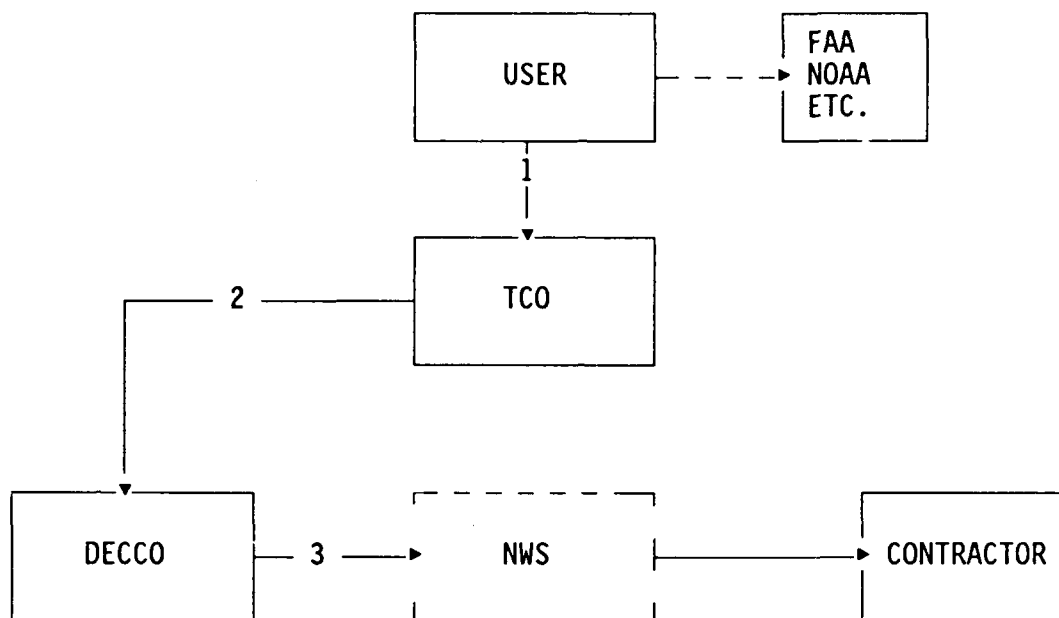 USER
FAA
NOAA
ETC.
1
TCO
2
DECCO
3
NWS
CONTRACTOR